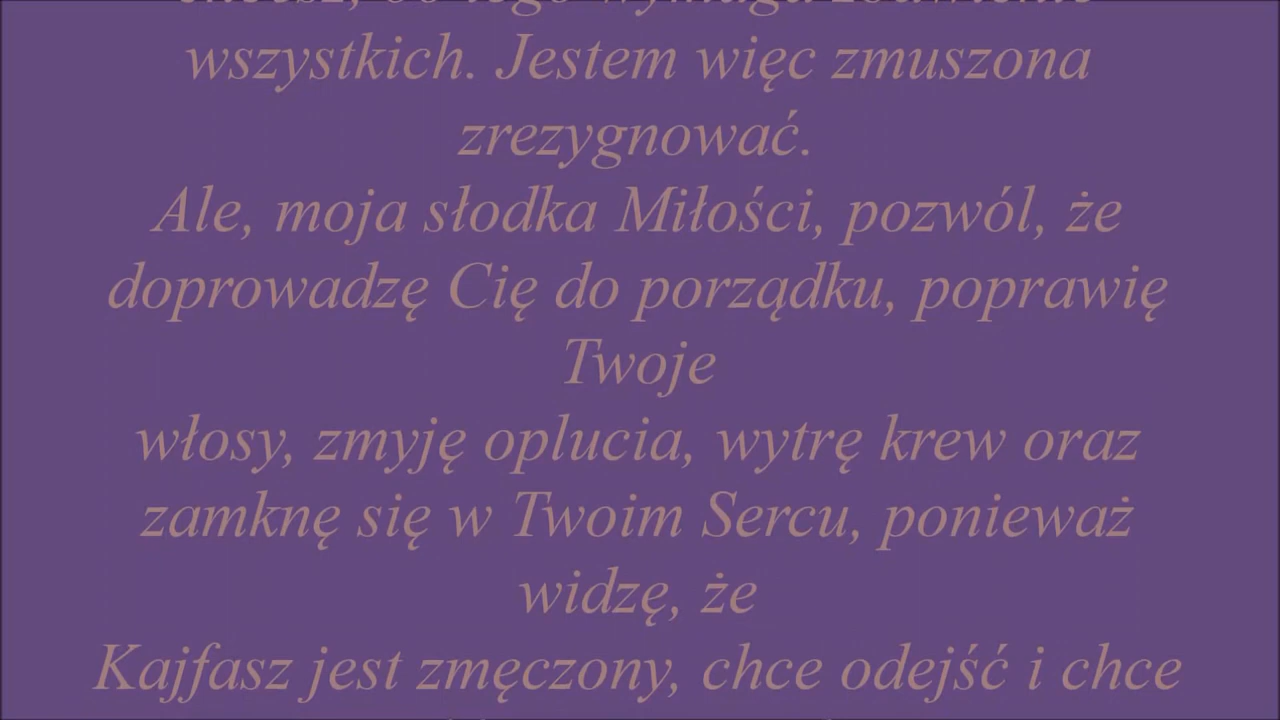 wszystkich. Jestem więc zmuszona
zrezygnować.
Ale, moja słodka Miłości, pozwól, że
doprowadzę Cię do porządku, poprawię
Twoje
włosy, zmyję oplucia, wytrę krew oraz
zamknę się w Twoim Sercu, ponieważ
widzę, że
Kajfasz jest zmęczony, chce odejść i chce